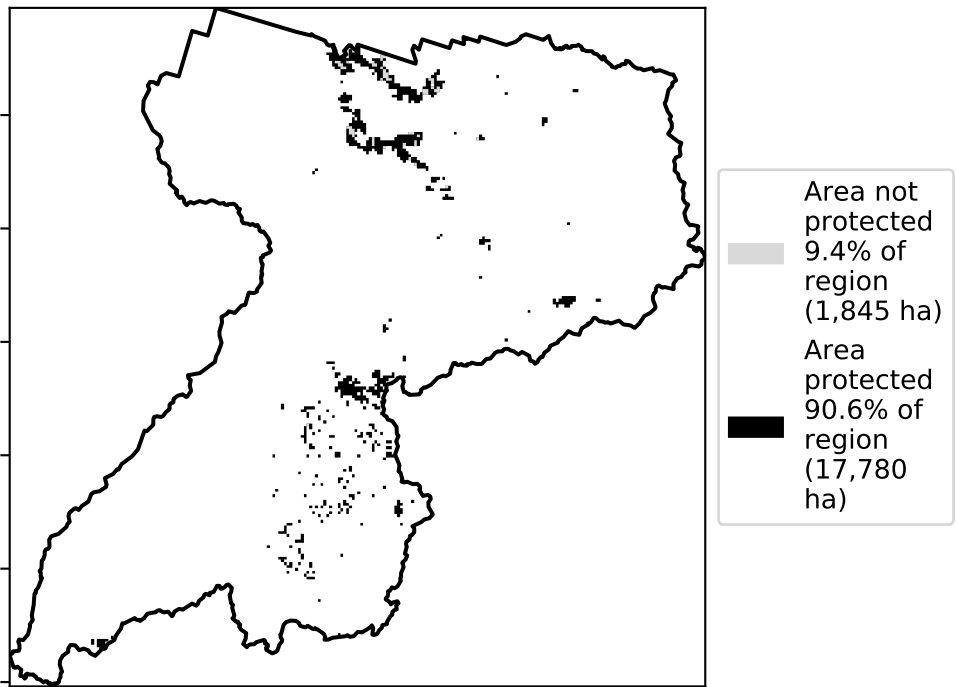 Area not
protected
9.4% of
region
(1,845 ha)
Area
protected
90.6% of
region
(17,780
ha)